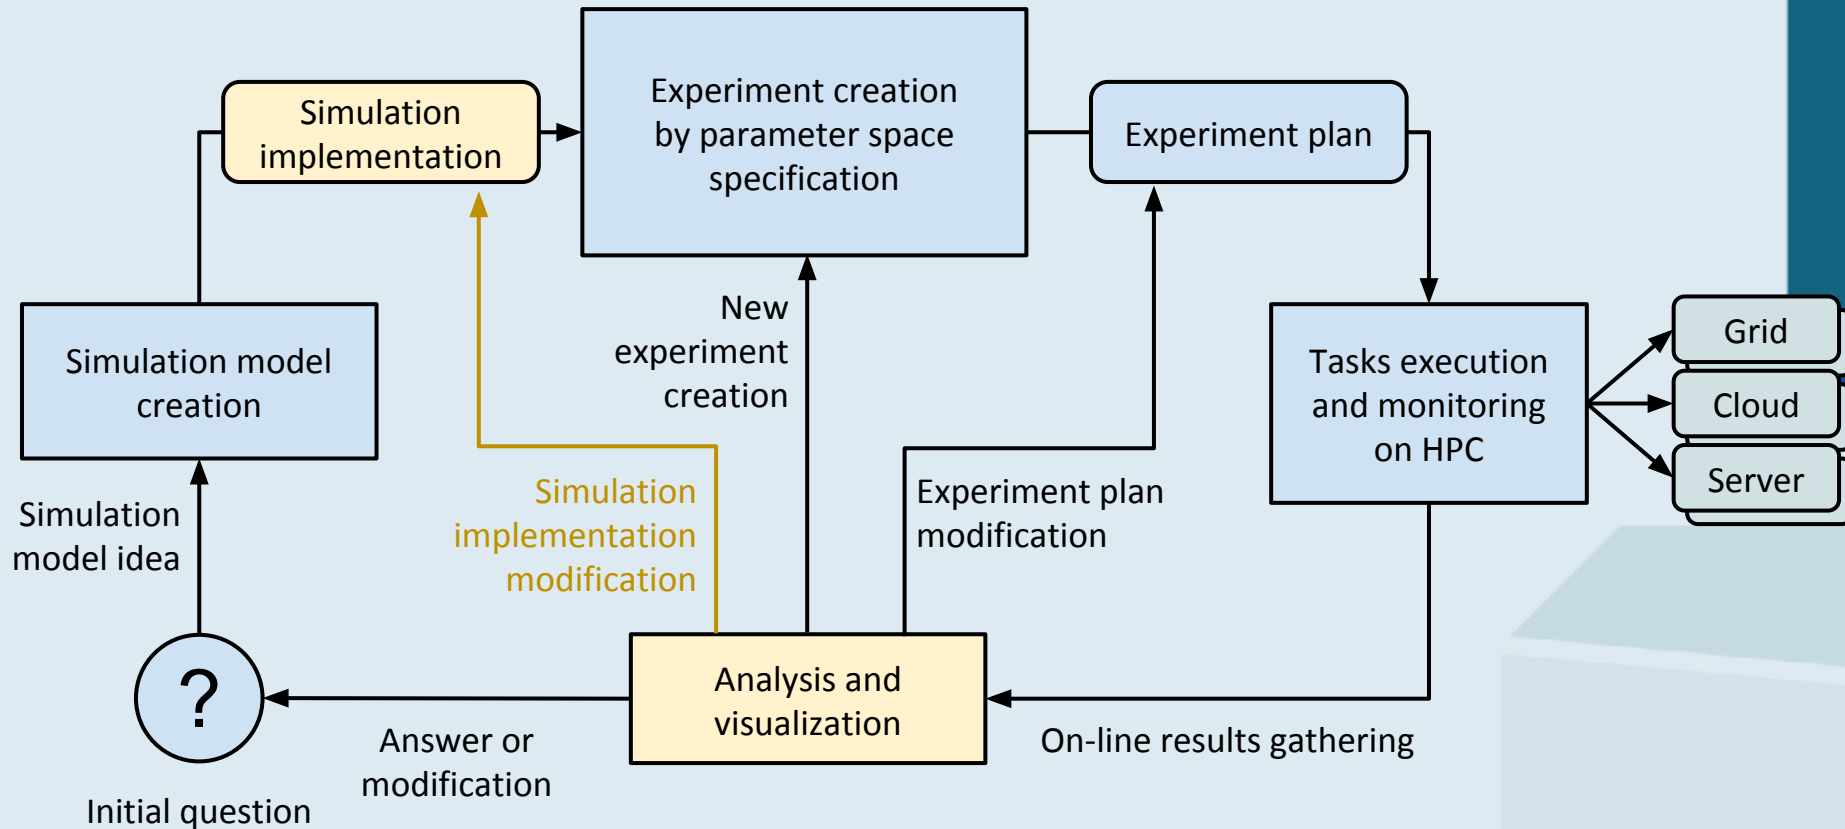 Simulation
implementation
Experiment creation
by parameter space
specification
Experiment plan
Simulation model
creation
New
experiment
creation
Tasks execution
and monitoring
on HPC
Grid
Cloud
Server
Simulation
model idea
Simulation
implementation
modification
Experiment plan
modification
?
Analysis and
visualization
Answer or
modification
On-line results gathering
Initial question